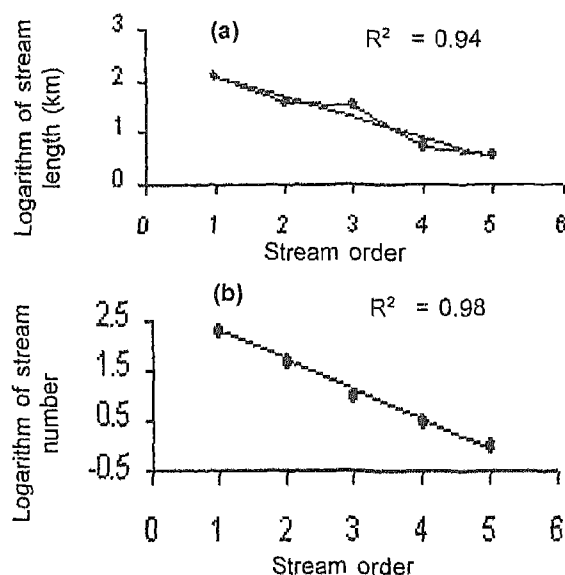 (a)
R² = 0.94
Logarithm of stream
length (km)
3
2
1
0
0 1 2 3 4 5 6
Stream order
(b)
R² = 0.98
Logarithm of stream
number
2.5
1.5
0.5
-0.5
0 1 2 3 4 5 6
Stream order